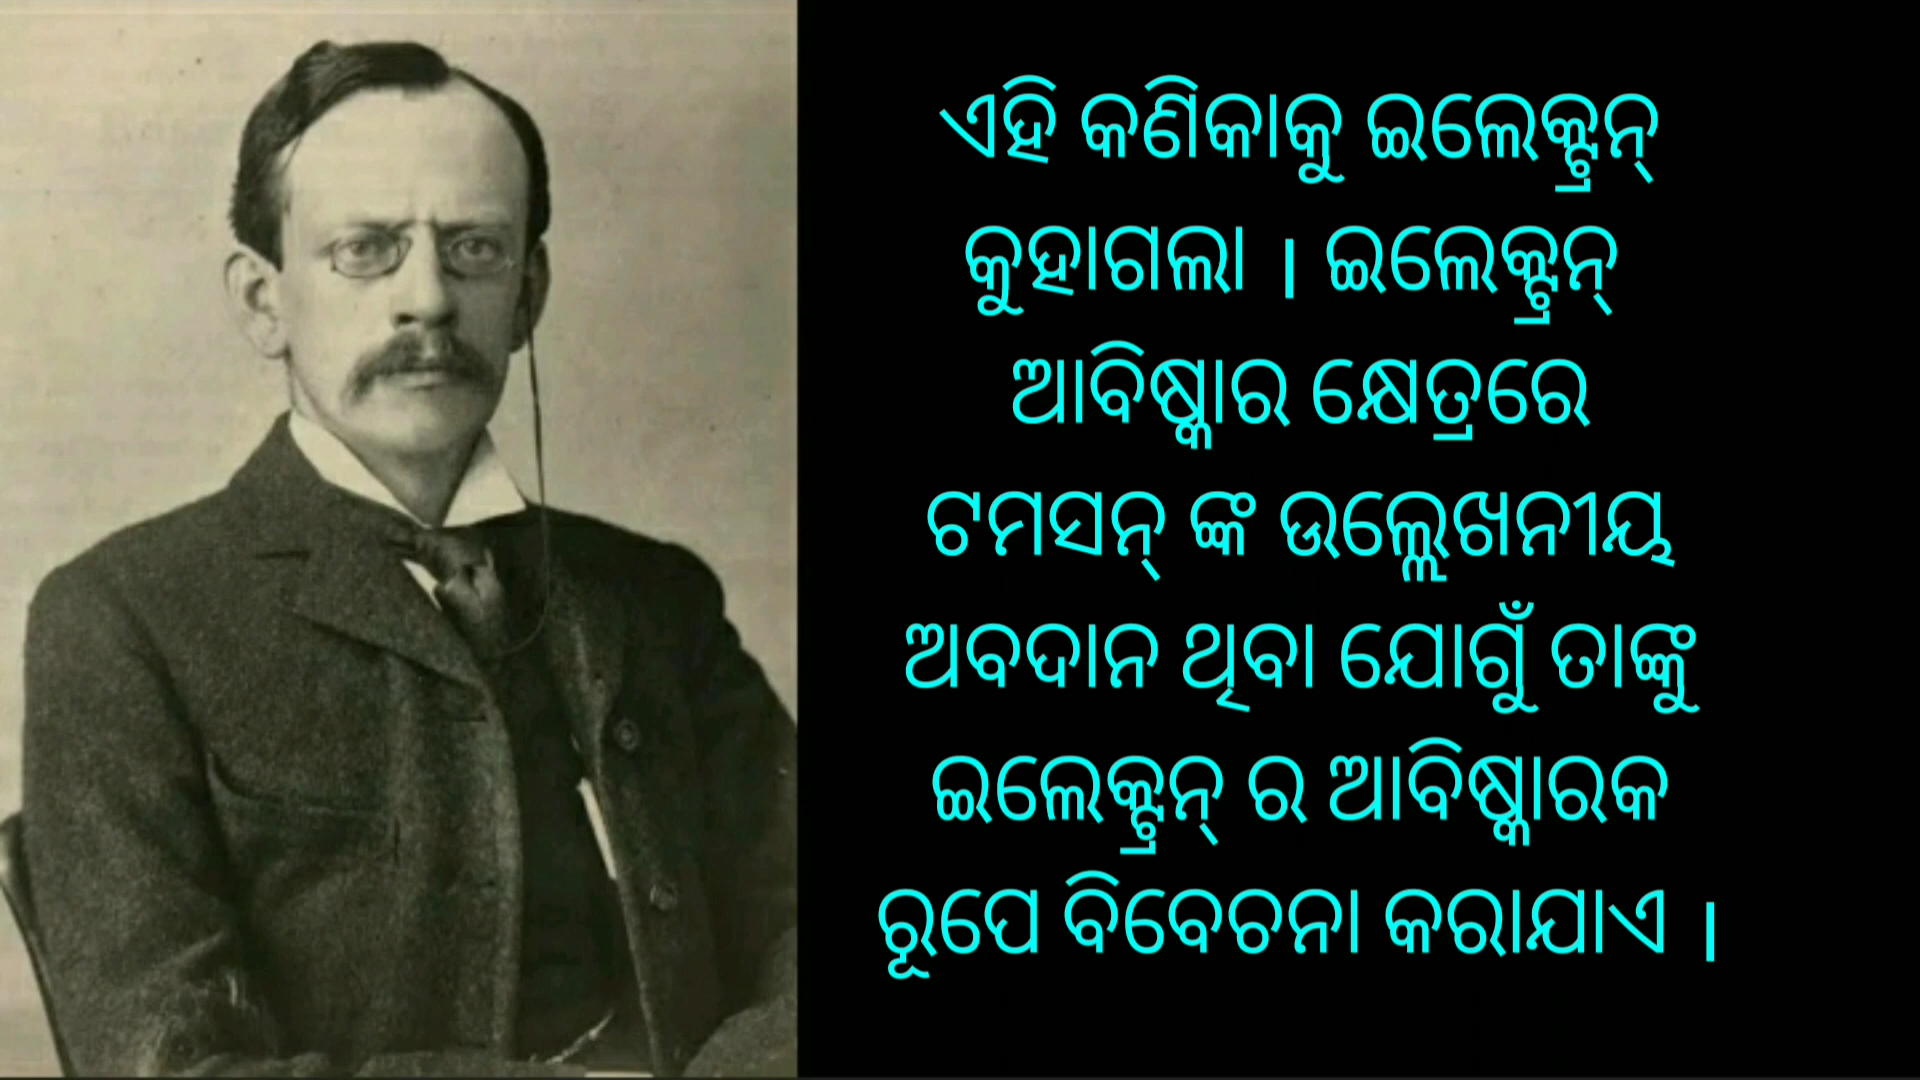 ଏହି କଣିକାକୁ ଇଲେକ୍ଟ୍ରନ୍
କୁହାଗଲା । ଇଲେକ୍ଟ୍ରନ୍
ଆବିଷ୍କାର କ୍ଷେତ୍ରରେ
ଟମସନ୍ ଙ୍କ ଉଲ୍ଲେଖନୀୟ
ଅବଦାନ ଥିବା ଯୋଗୁଁ ତାଙ୍କୁ
ଇଲେକ୍ଟ୍ରନ୍ ର ଆବିଷ୍କାରକ
ରୂପେ ବିବେଚନା କରାଯାଏ ।